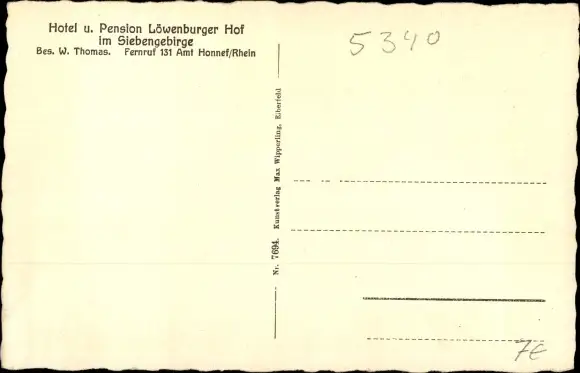 Hotel u. Pension Löwenburger Hof
im Siebengebirge
Bes. W. Thomas. Fernruf 131 Amt Honnef/Rhein
5340
Nr. 7694. Kunstverlag Max Wipperling, Elberfeld
7€